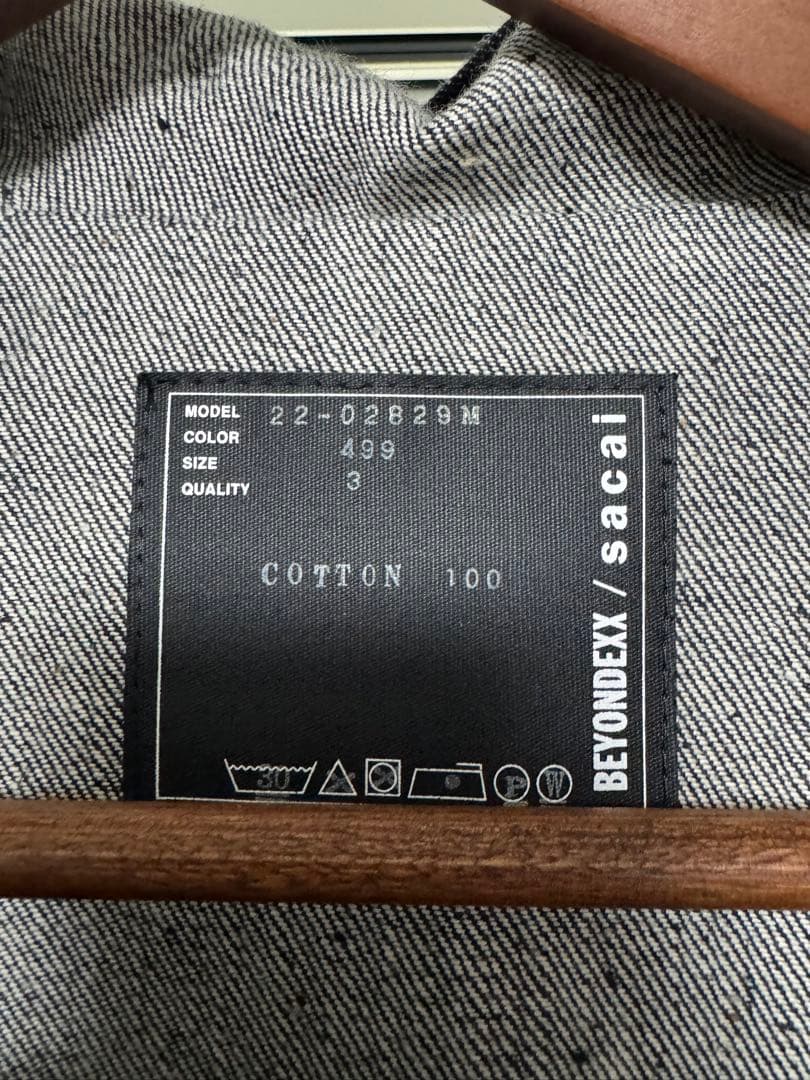 MODEL 22-02829M
COLOR 499
SIZE 3
QUALITY
COTTON 100
30
P W
BEYONDEXX / sacai